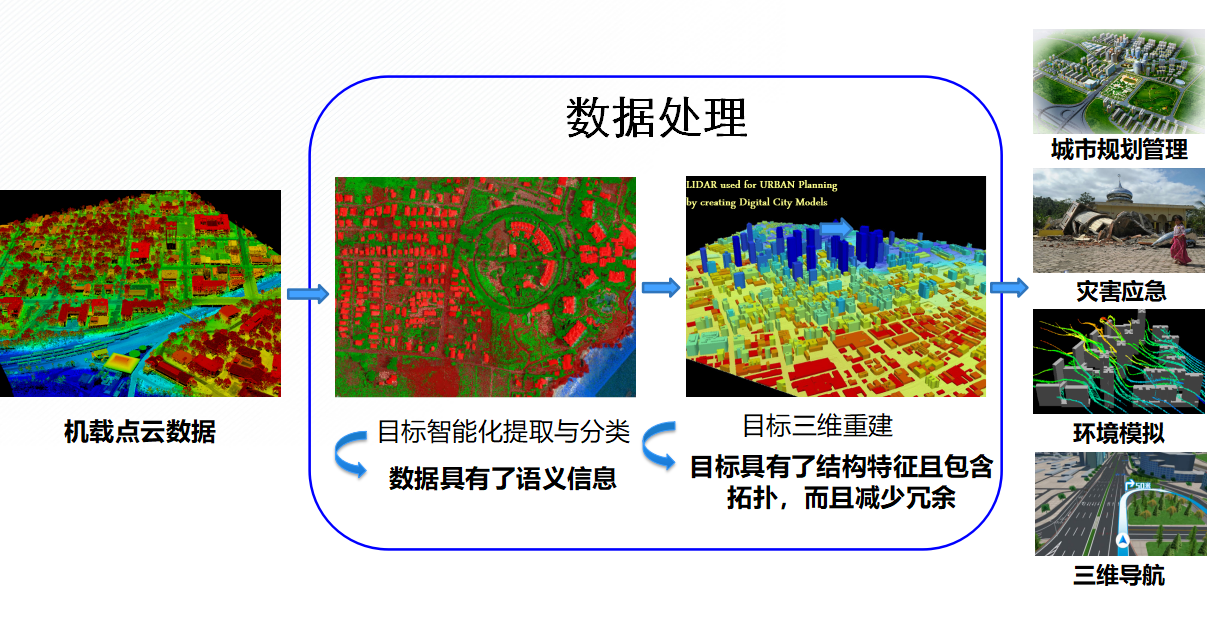 数据处理
LIDAR used for URBAN Planning
by creating Digital City Models
机载点云数据
目标智能化提取与分类
数据具有了语义信息
目标三维重建
目标具有了结构特征且包含
拓扑，而且减少冗余
城市规划管理
灾害应急
环境模拟
50米
三维导航